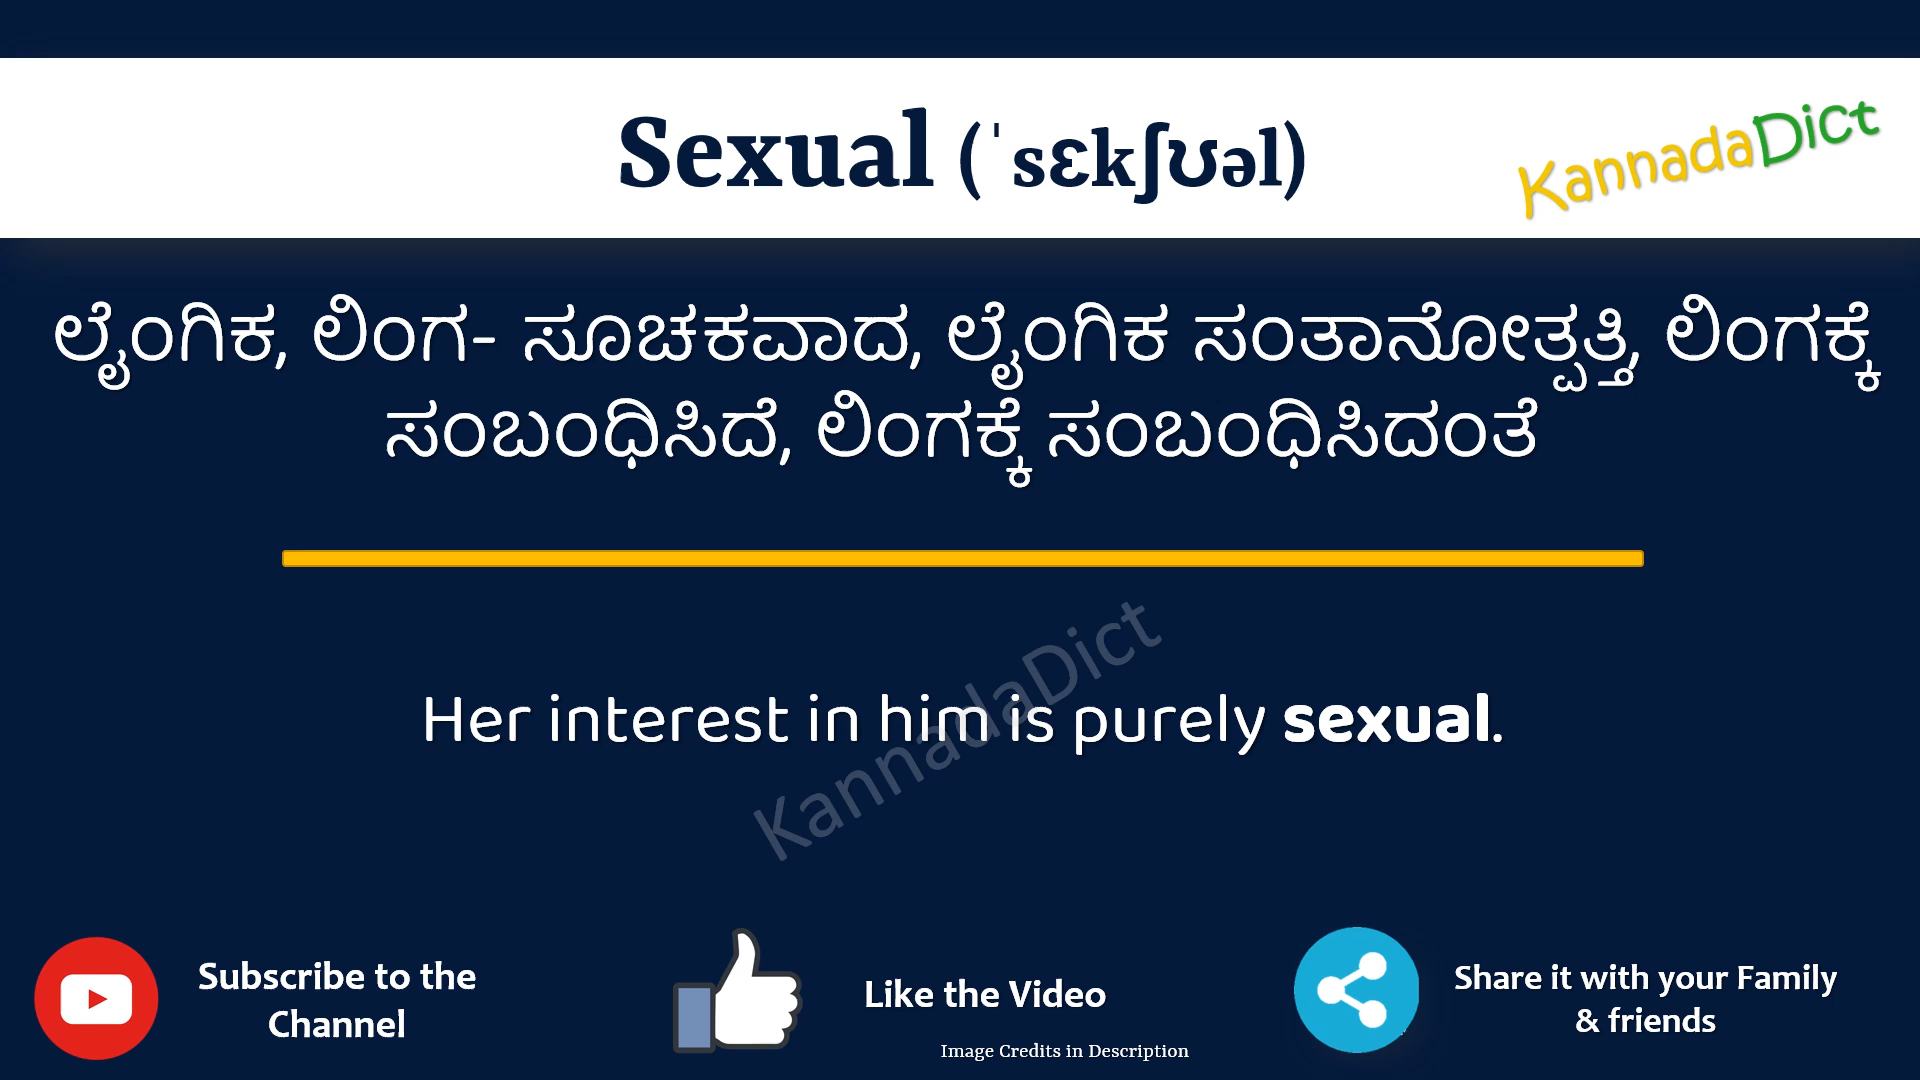 Sexual (ˈsɛkʃʊəl)
KannadaDict
ಲೈಂಗಿಕ, ಲಿಂಗ- ಸೂಚಕವಾದ, ಲೈಂಗಿಕ ಸಂತಾನೋತ್ಪತ್ತಿ, ಲಿಂಗಕ್ಕೆ
ಸಂಬಂಧಿಸಿದೆ, ಲಿಂಗಕ್ಕೆ ಸಂಬಂಧಿಸಿದಂತೆ
Her interest in him is purely sexual.
KannadaDict
Subscribe to the
Channel
Like the Video
Share it with your Family
& friends
Image Credits in Description